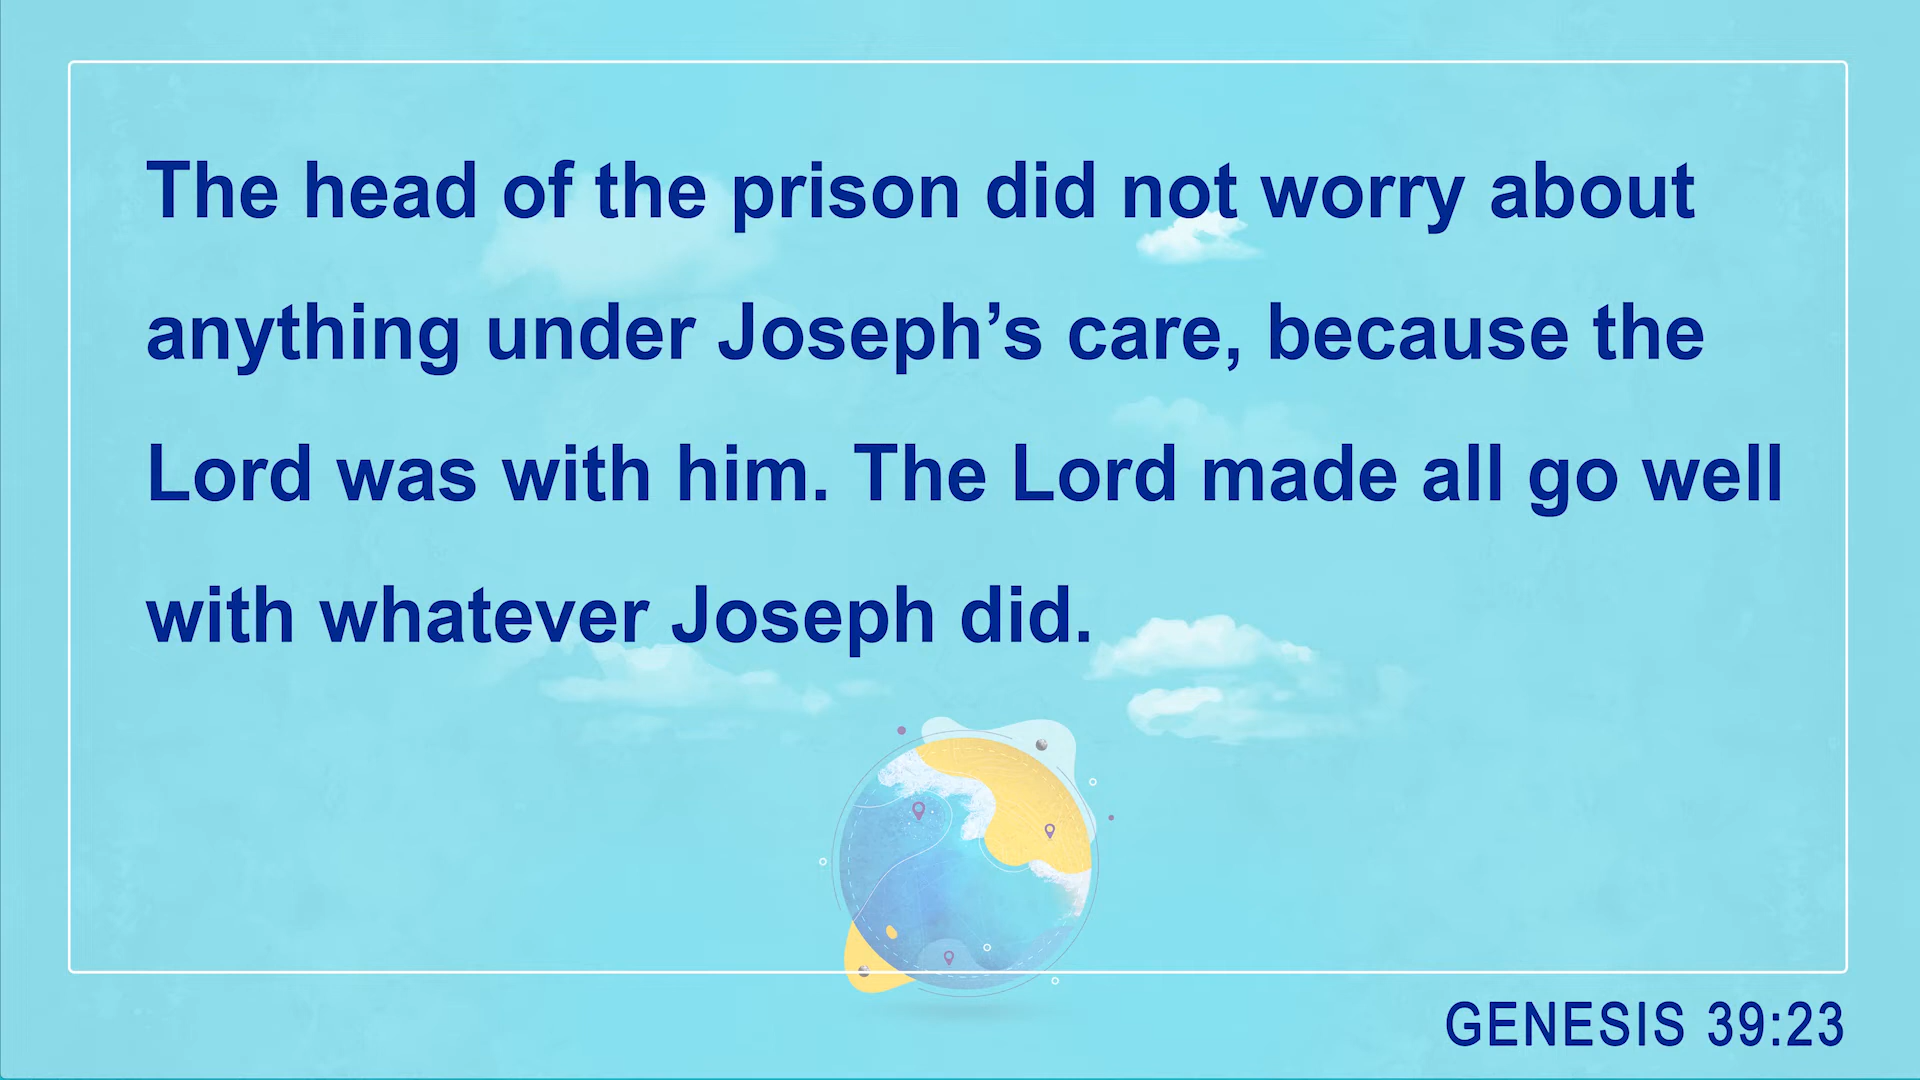 The head of the prison did not worry about
anything under Joseph’s care, because the
Lord was with him. The Lord made all go well
with whatever Joseph did.
GENESIS 39:23